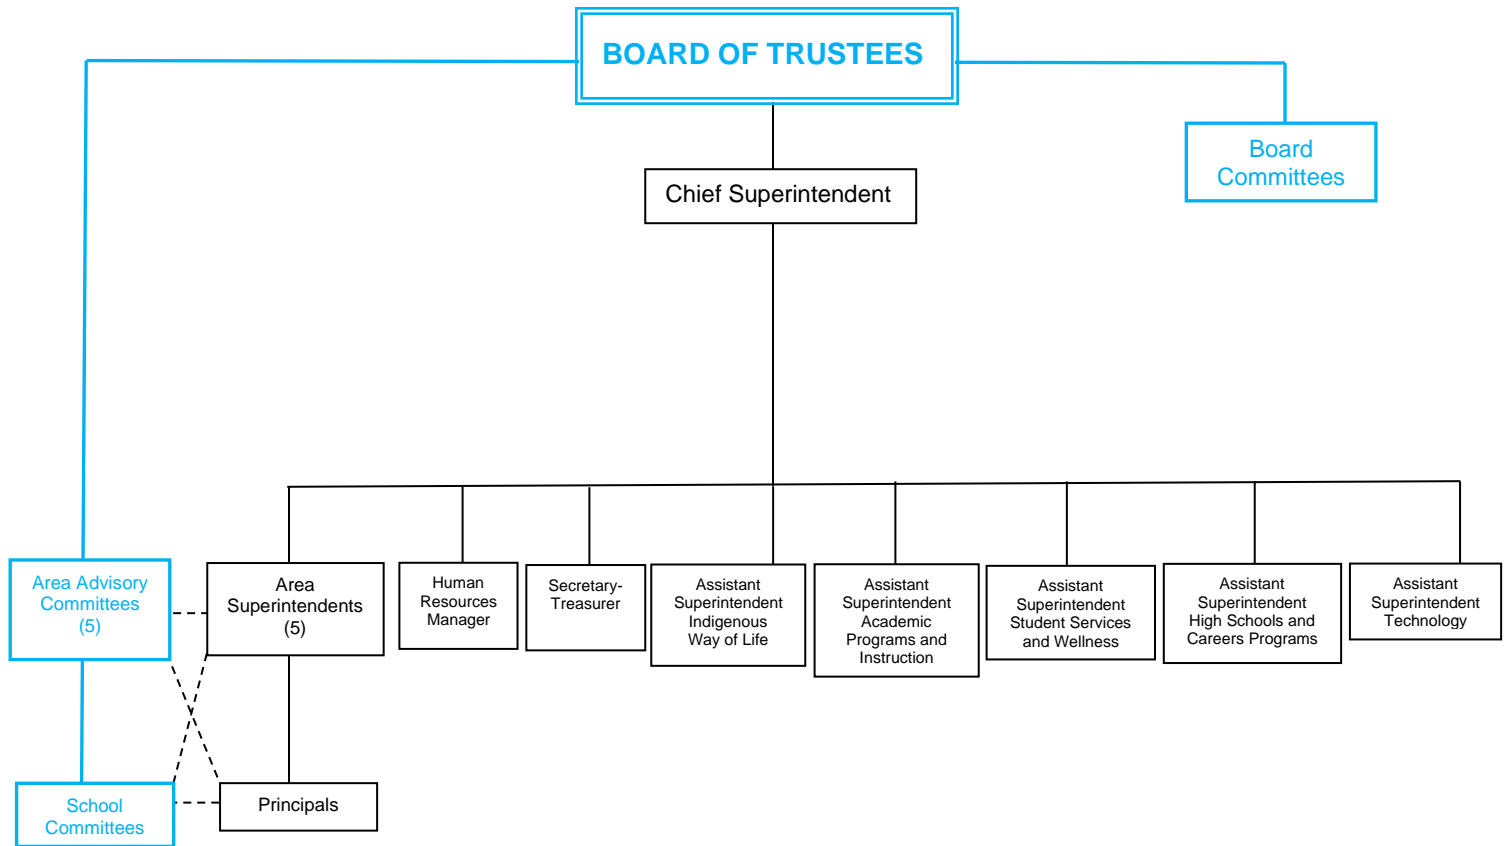 BOARD OF TRUSTEES
Board
Committees
Chief Superintendent
Area Advisory
Committees
(5)
Area
Superintendents
(5)
Human
Resources
Manager
Secretary-
Treasurer
Assistant
Superintendent
Indigenous
Way of Life
Assistant
Superintendent
Academic
Programs and
Instruction
Assistant
Superintendent
Student Services
and Wellness
Assistant
Superintendent
High Schools and
Careers Programs
Assistant
Superintendent
Technology
School
Committees
Principals